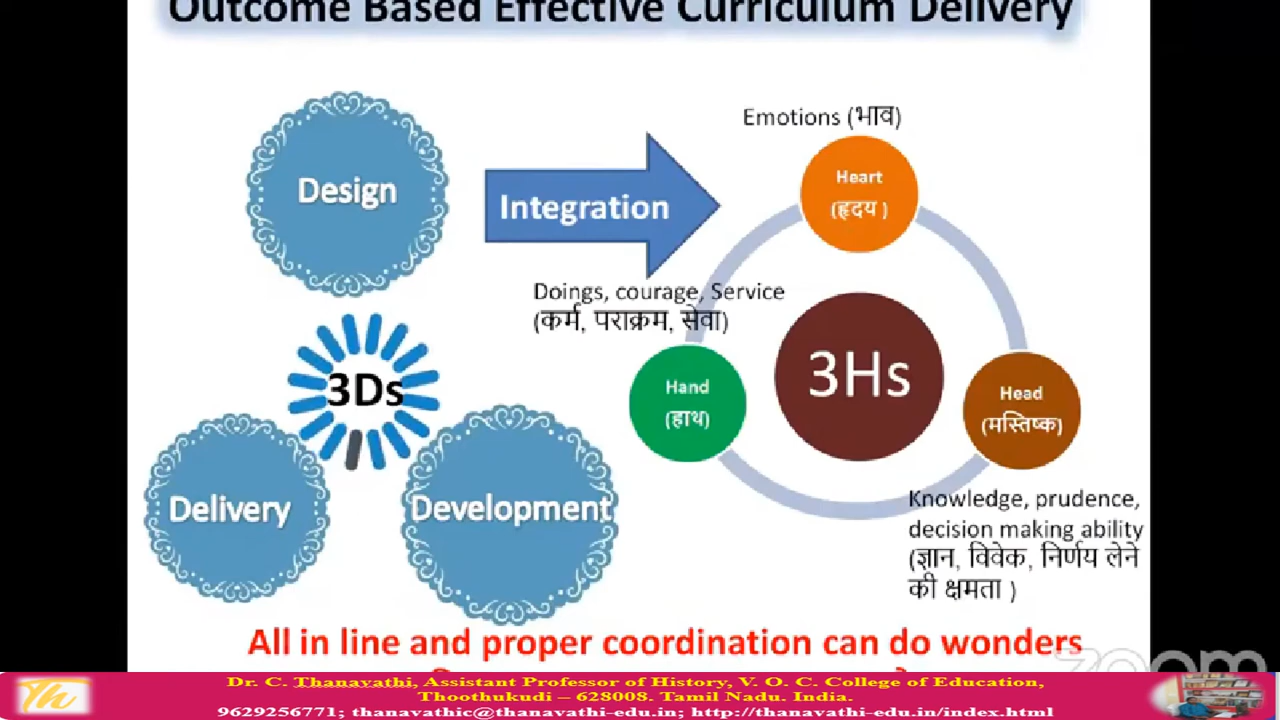 Outcome Based Effective Curriculum Delivery
Design
Integration
3Ds
Delivery
Development
Emotions (भाव)
Heart
(हृदय )
Doings, courage, Service
(कर्म, पराक्रम, सेवा)
Hand
(हाथ)
3Hs
Head
(मस्तिष्क)
Knowledge, prudence,
decision making ability
(ज्ञान, विवेक, निर्णय लेने
की क्षमता )
All in line and proper coordination can do wonders
zoom
Th
Dr. C. Thanavathi, Assistant Professor of History, V. O. C. College of Education,
Thoothukudi – 628008. Tamil Nadu. India.
9629256771; thanavathic@thanavathi-edu.in; http://thanavathi-edu.in/index.html